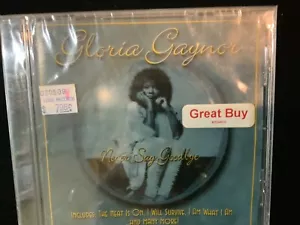 Gloria Gaynor
Great Buy
Never Say Goodbye
INCLUDES: THE HEAT IS ON, I WILL SURVIVE, I AM WHAT I AM
AND MANY MORE!